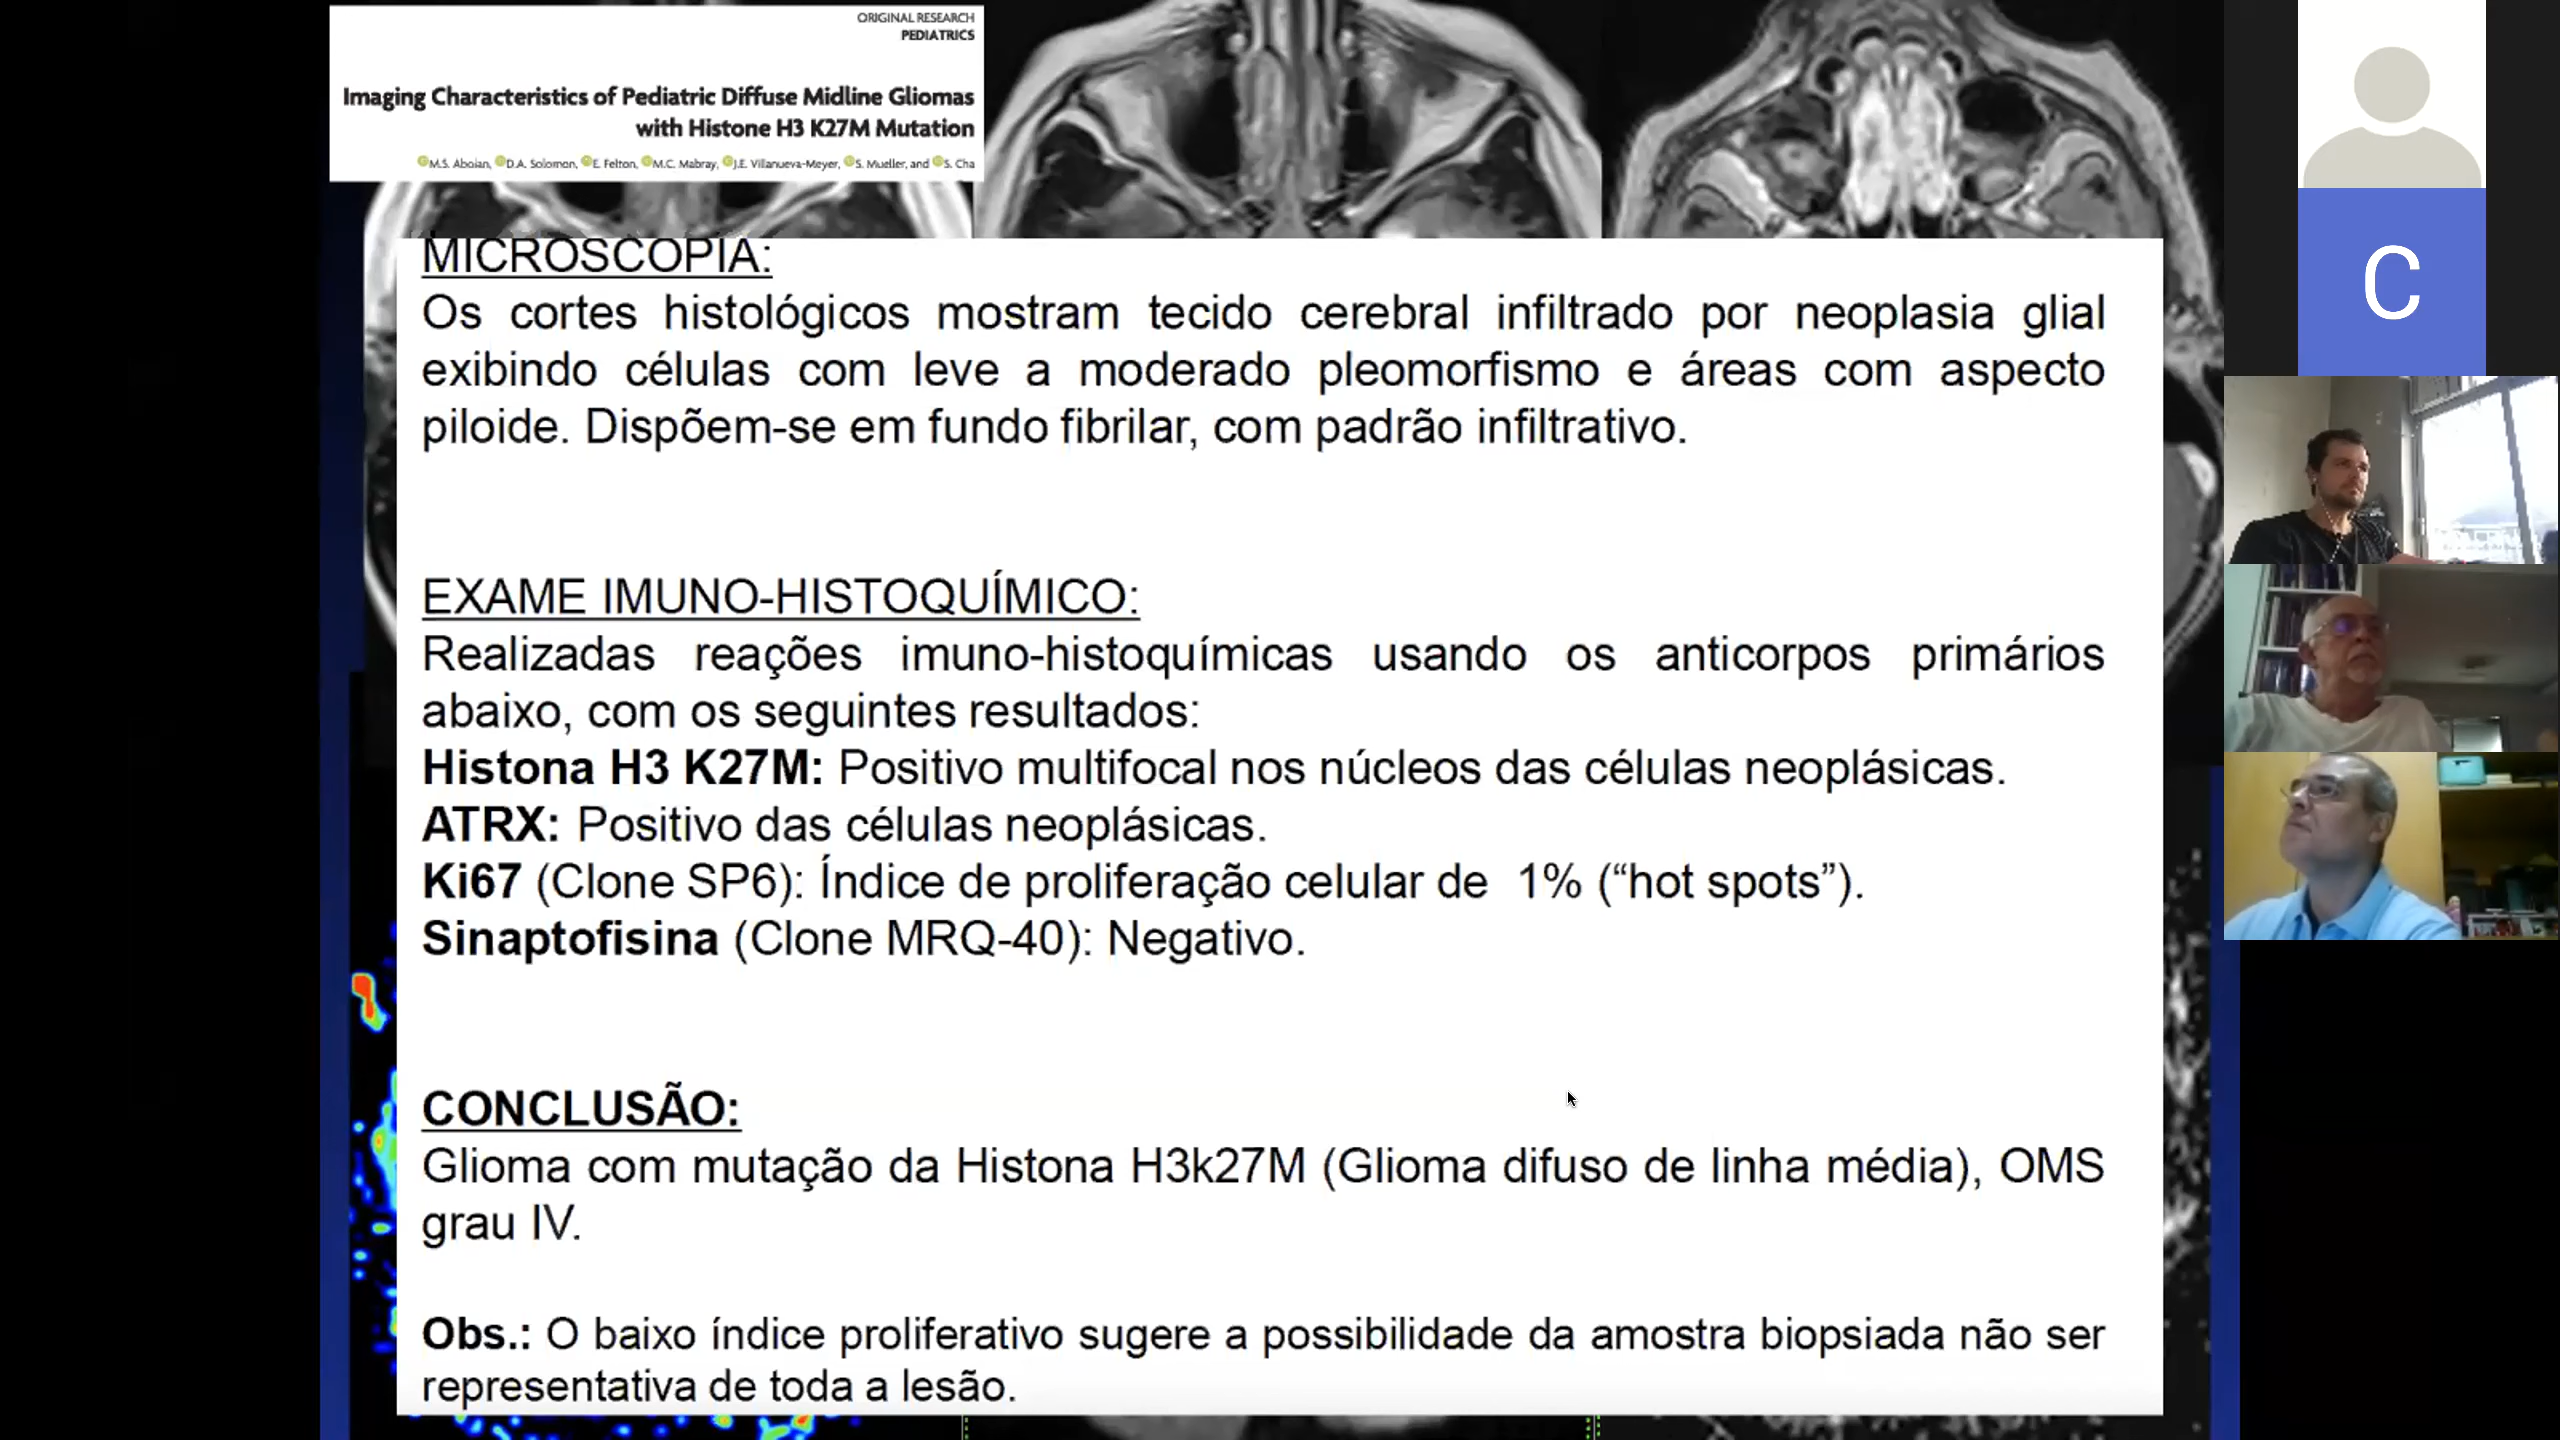 ORIGINAL RESEARCH
PEDIATRICS
Imaging Characteristics of Pediatric Diffuse Midline Gliomas
with Histone H3 K27M Mutation
M.S. Aboian, D.A. Solomon, E. Felton, M.C. Mabray, J.E. Villanueva-Meyer, S. Mueller, and S. Cha
MICROSCOPIA:
Os cortes histológicos mostram tecido cerebral infiltrado por neoplasia glial
exibindo células com leve a moderado pleomorfismo e áreas com aspecto
piloide. Dispõem-se em fundo fibrilar, com padrão infiltrativo.
EXAME IMUNO-HISTOQUÍMICO:
Realizadas reações imuno-histoquímicas usando os anticorpos primários
abaixo, com os seguintes resultados:
Histona H3 K27M: Positivo multifocal nos núcleos das células neoplásicas.
ATRX: Positivo das células neoplásicas.
Ki67 (Clone SP6): Índice de proliferação celular de 1% (“hot spots”).
Sinaptofisina (Clone MRQ-40): Negativo.
CONCLUSÃO:
Glioma com mutação da Histona H3k27M (Glioma difuso de linha média), OMS
grau IV.
Obs.: O baixo índice proliferativo sugere a possibilidade da amostra biopsiada não ser
representativa de toda a lesão.
C